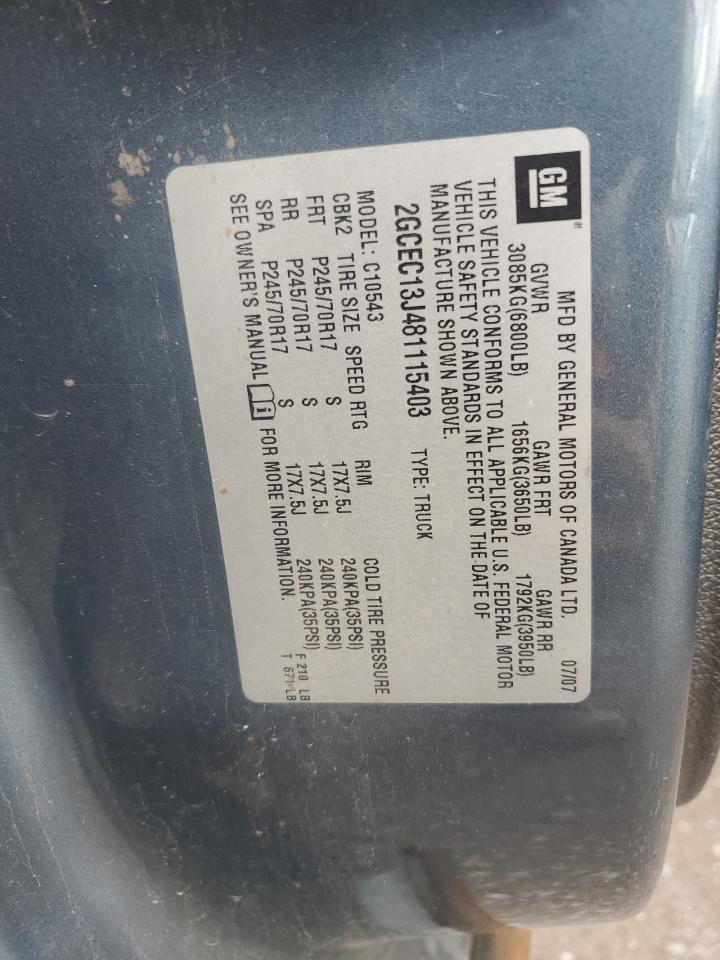 GM ®
MFD BY GENERAL MOTORS OF CANADA LTD. 07/07
GVWR GAWR FRT GAWR RR
3085KG(6800LB) 1656KG(3650LB) 1792KG(3950LB)
THIS VEHICLE CONFORMS TO ALL APPLICABLE U.S. FEDERAL MOTOR
VEHICLE SAFETY STANDARDS IN EFFECT ON THE DATE OF
MANUFACTURE SHOWN ABOVE.
2GCEC13J481115403 TYPE: TRUCK
MODEL: C10543
CBK2 TIRE SIZE SPEED RTG RIM COLD TIRE PRESSURE
FRT P245/70R17 S 17X7.5J 240KPA(35PSI)
RR P245/70R17 S 17X7.5J 240KPA(35PSI)
SPA P245/70R17 S 17X7.5J 240KPA(35PSI)
SEE OWNER'S MANUAL i FOR MORE INFORMATION.
F 210 LB
T 671 LB